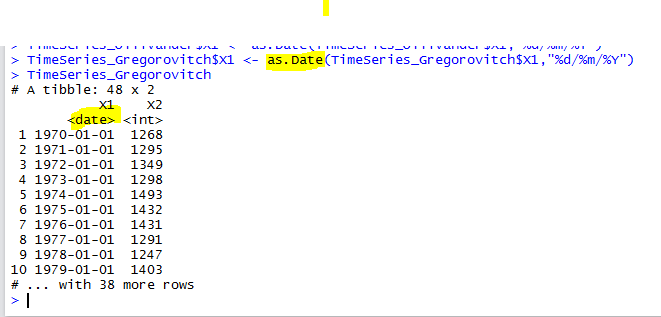 > TimeSeries_Ollivander$X1 <- as.Date(TimeSeries_Ollivander$X1,"%d/%m/%Y")
> TimeSeries_Gregorovitch$X1 <- as.Date(TimeSeries_Gregorovitch$X1,"%d/%m/%Y")
> TimeSeries_Gregorovitch
# A tibble: 48 x 2
X1 X2
<date> <int>
1 1970-01-01 1268
2 1971-01-01 1295
3 1972-01-01 1349
4 1973-01-01 1298
5 1974-01-01 1493
6 1975-01-01 1432
7 1976-01-01 1431
8 1977-01-01 1291
9 1978-01-01 1247
10 1979-01-01 1403
# ... with 38 more rows
>